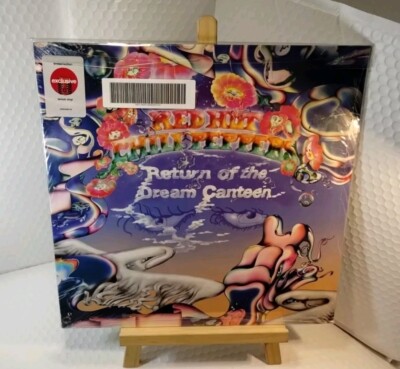 exclusive
RED HOT
CHILI PEPPERS
Return of the
Dream Canteen